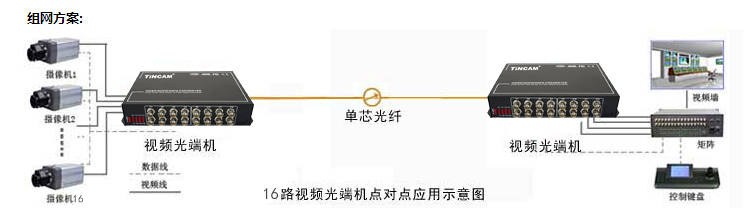 组网方案:
摄像机1
摄像机2
摄像机16
TINCAM
视频光端机
数据线
视频线
单芯光纤
视频光端机
视频墙
矩阵
控制键盘
16路视频光端机点对点应用示意图